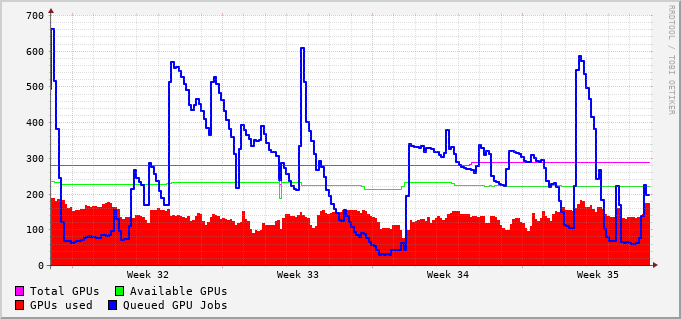 700
600
500
400
300
200
100
0
Week 32 Week 33 Week 34 Week 35
Total GPUs Available GPUs
GPUs used Queued GPU Jobs
RRDTOOL / TOBI OETIKER